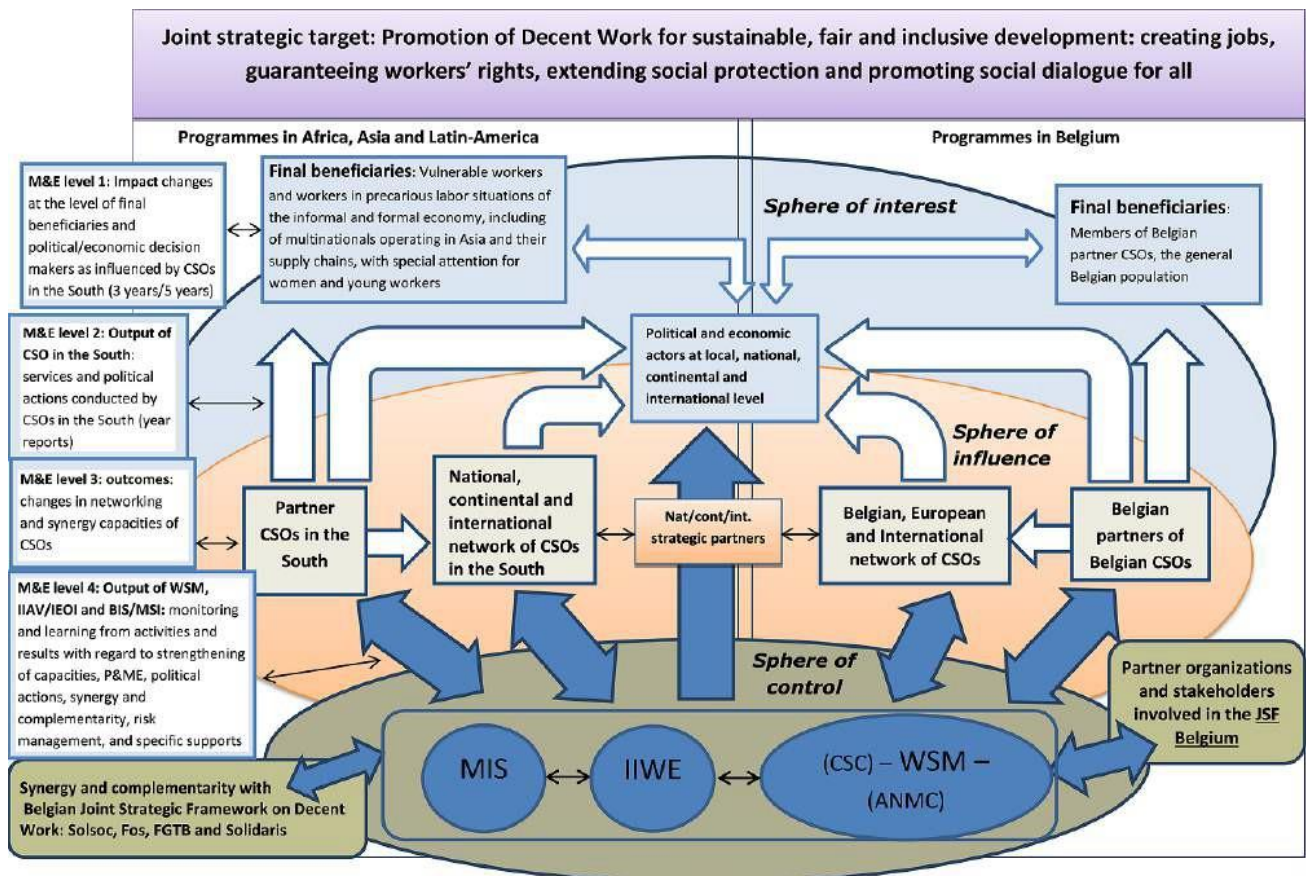 Joint strategic target: Promotion of Decent Work for sustainable, fair and inclusive development: creating jobs,
guaranteeing workers' rights, extending social protection and promoting social dialogue for all
Programmes in Africa, Asia and Latin-America
Programmes in Belgium
M&E level 1: Impact changes
at the level of final
beneficiaries and
political/economic decision
makers as influenced by CSOs
in the South (3 years/5 years)
Final beneficiaries: Vulnerable workers
and workers in precarious labor situations of
the informal and formal economy, including
of multinationals operating in Asia and their
supply chains, with special attention for
women and young workers
Sphere of interest
Final beneficiaries:
Members of Belgian
partner CSOs, the general
Belgian population
M&E level 2: Output of
CSO in the South:
services and political
actions conducted by
CSOs in the South (year
reports)
Political and economic
actors at local, national,
continental and
international level
Sphere of
influence
M&E level 3: outcomes:
changes in networking
and synergy capacities of
CSOs
Partner
CSOs in the
South
National,
continental and
international
network of CSOs
in the South
Nat/cont/int.
strategic partners
Belgian, European
and International
network of CSOs
Belgian
partners of
Belgian CSOs
M&E level 4: Output of WSM,
IIAV/IEOI and BIS/MSI: monitoring
and learning from activities and
results with regard to strengthening
of capacities, P&ME, political
actions, synergy and
complementarity, risk
management, and specific supports
Sphere of
control
Partner organizations
and stakeholders
involved in the JSF
Belgium
MIS
IIWE
(CSC) – WSM –
(ANMC)
Synergy and complementarity with
Belgian Joint Strategic Framework on Decent
Work: Solsoc, Fos, FGTB and Solidaris